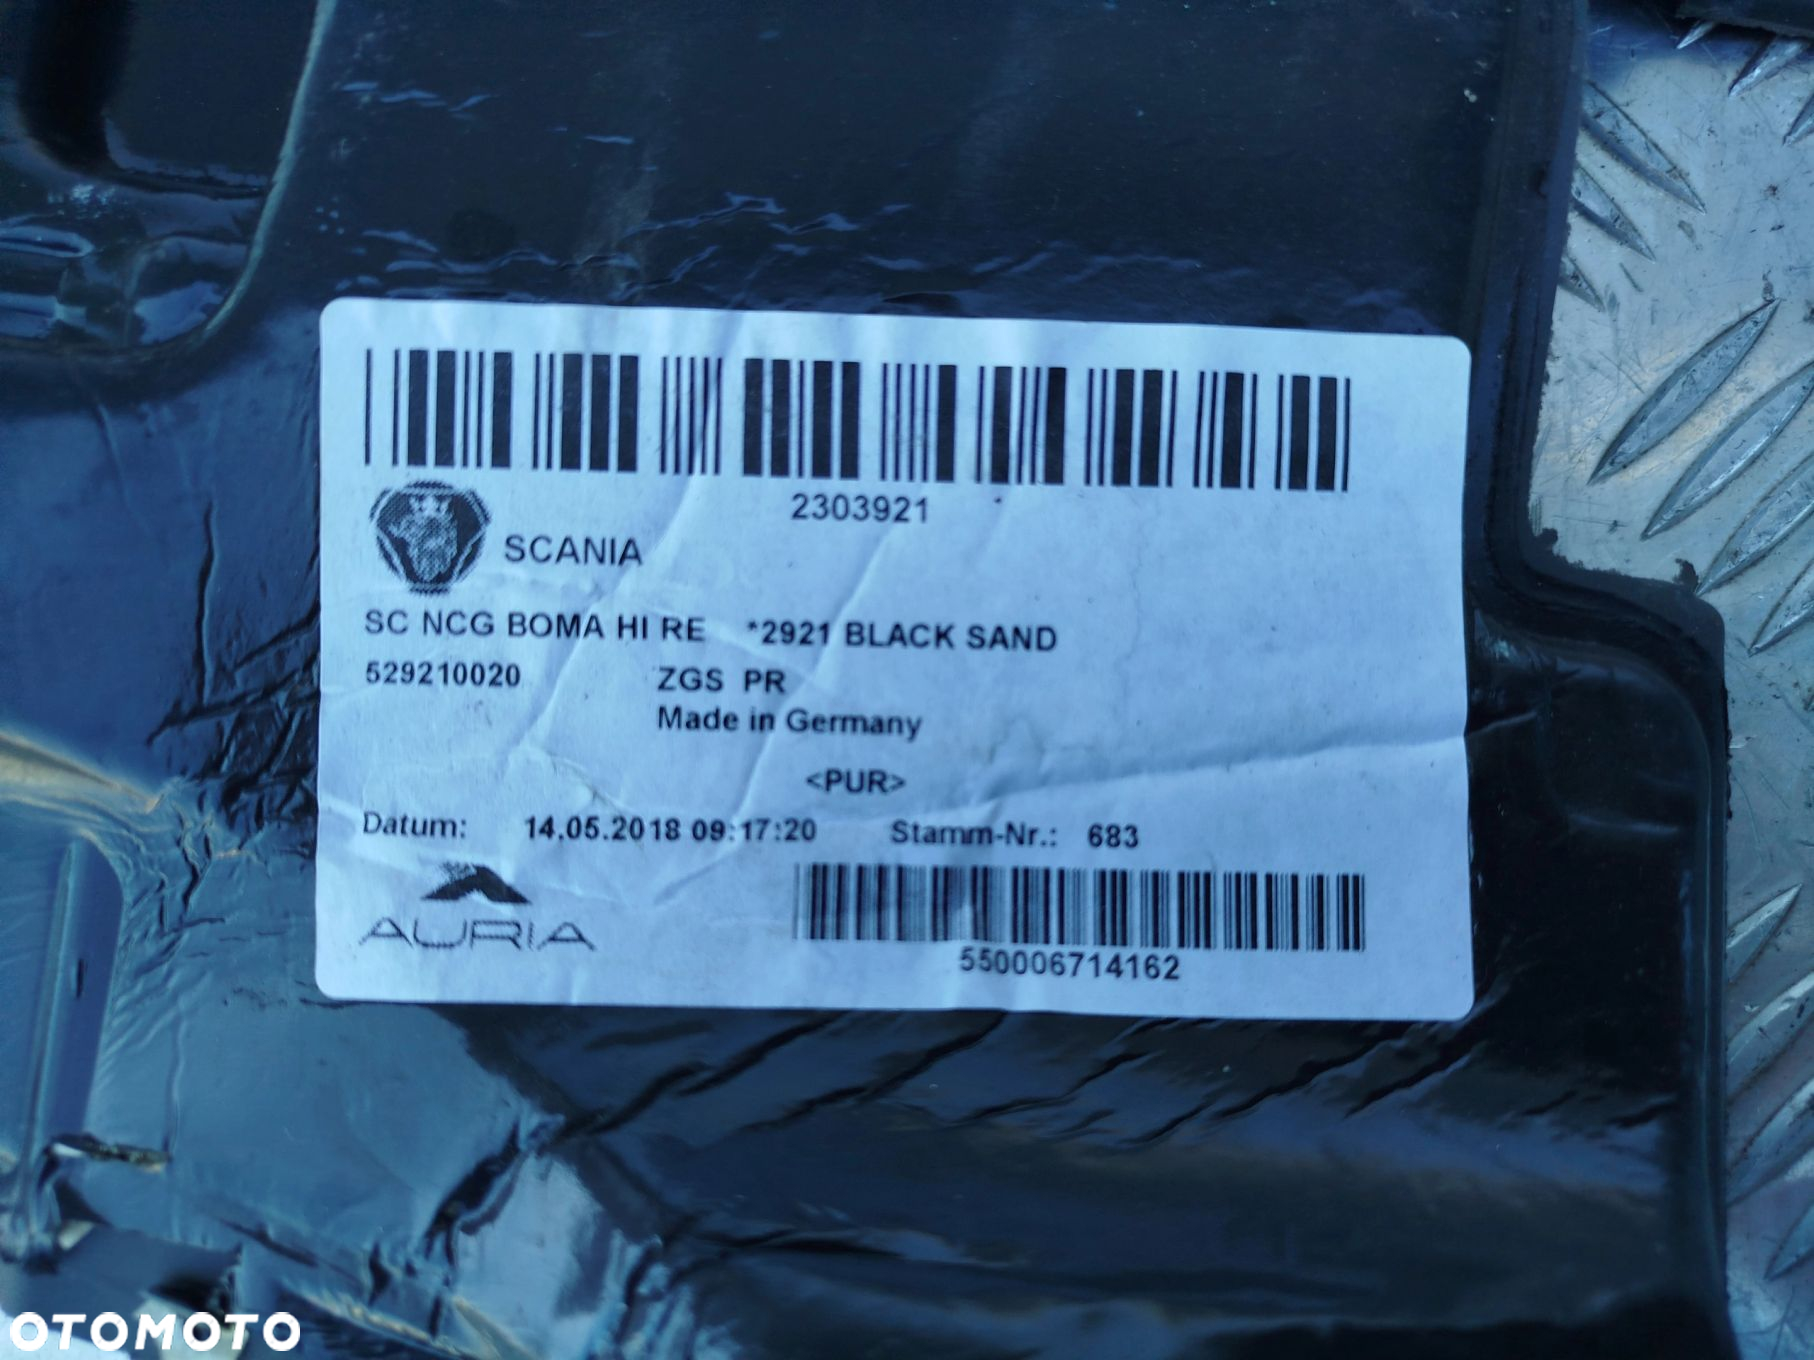 2303921
SCANIA
SC NCG BOMA HI RE *2921 BLACK SAND
529210020 ZGS PR
Made in Germany
<PUR>
Datum: 14.05.2018 09:17:20 Stamm-Nr.: 683
AURIA
550006714162
OTOMOTO